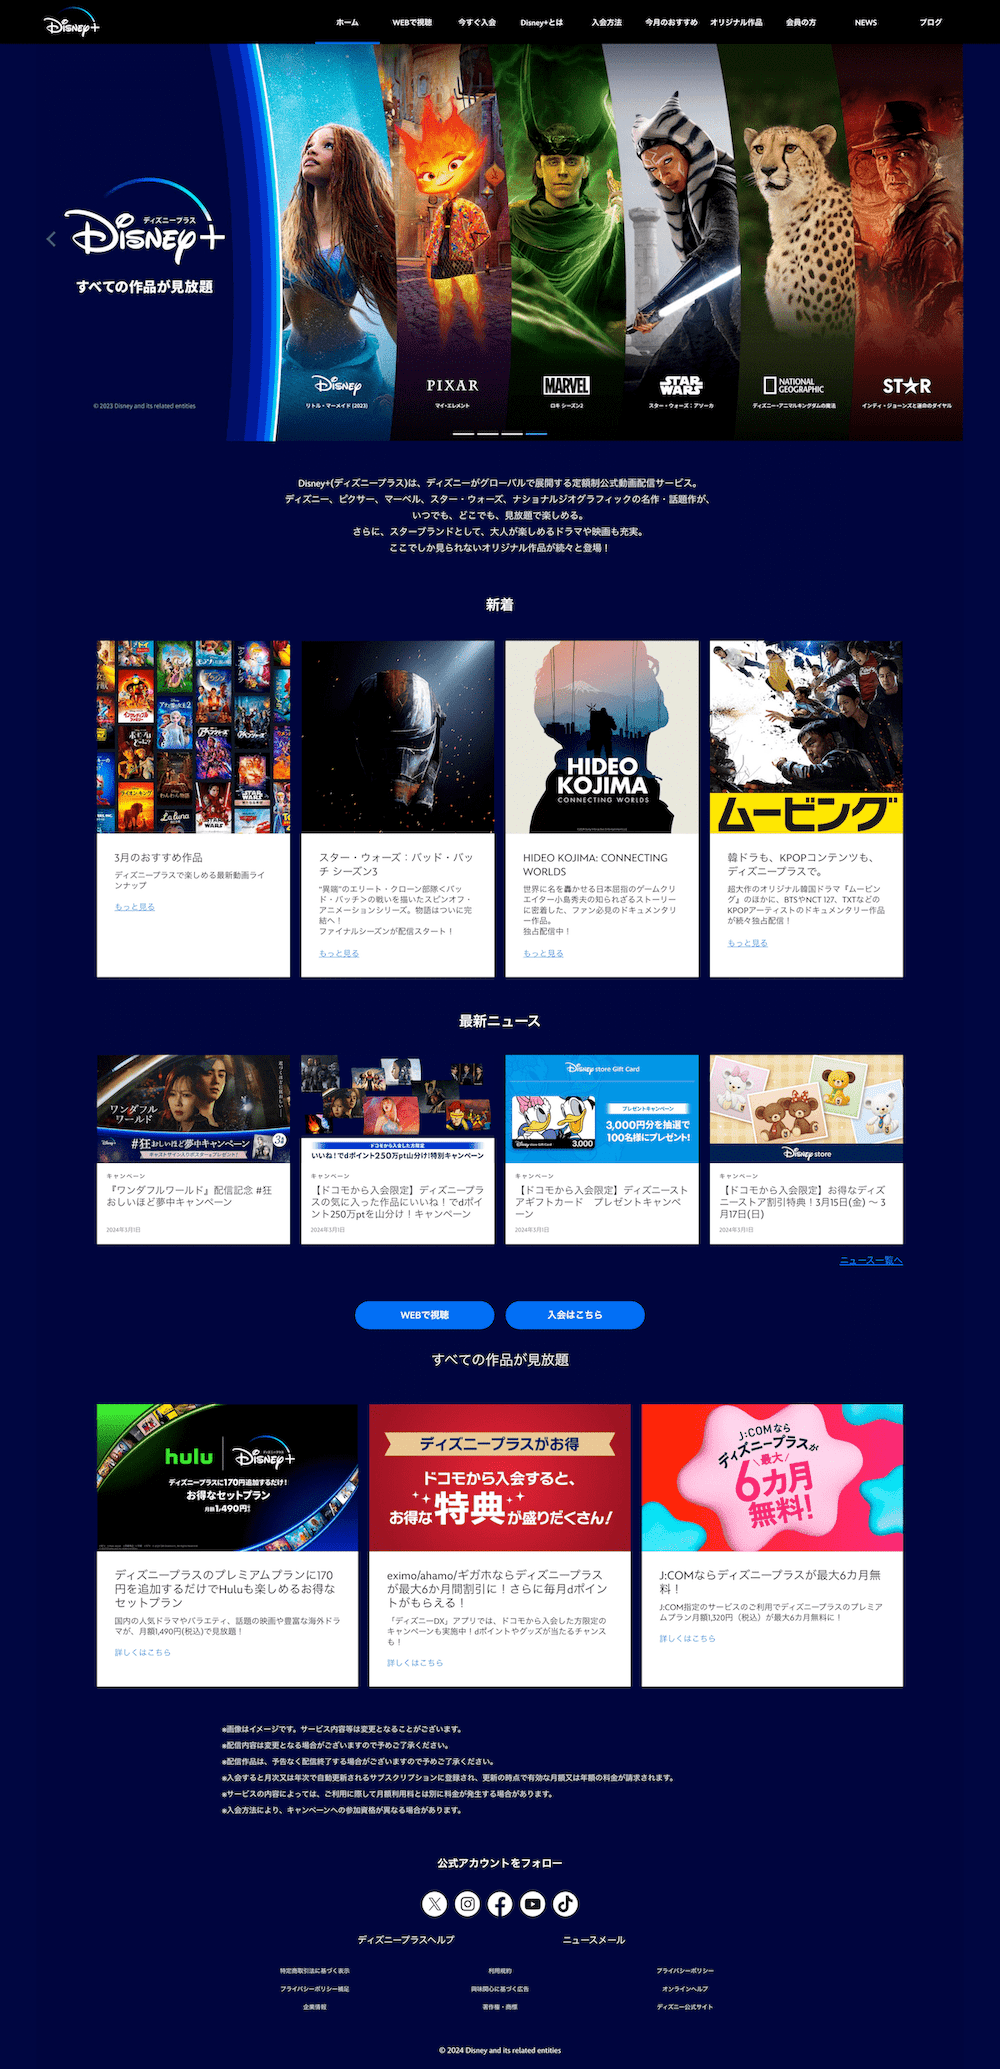 Disney+
ホーム
WEBで視聴
今すぐ入会
Disney+とは
入会方法
今月のおすすめ
オリジナル作品
会員の方
NEWS
ブログ
ディズニープラス
Disney+
すべての作品が見放題
© 2023 Disney and its related entities
Disney
リトル・マーメイド (2023)
PIXAR
マイ・エレメント
MARVEL
ロキ シーズン2
STAR WARS
スター・ウォーズ：アソーカ
NATIONAL GEOGRAPHIC
ディズニー・アニマルキングダムの魔法
ST★R
インディ・ジョーンズと運命のダイヤル
Disney+(ディズニープラス)は、ディズニーがグローバルで展開する定額制公式動画配信サービス。
ディズニー、ピクサー、マーベル、スター・ウォーズ、ナショナルジオグラフィックの名作・話題作が、
いつでも、どこでも、見放題で楽しめる。
さらに、スターブランドとして、大人が楽しめるドラマや映画も充実。
ここでしか見られないオリジナル作品が続々と登場！
新着
HIDEO
KOJIMA
CONNECTING WORLDS
ムービング
3月のおすすめ作品
ディズニープラスで楽しめる最新動画ライ
ンナップ
もっと見る
スター・ウォーズ：バッド・バッ
チ シーズン3
“異端”のエリート・クローン部隊＜バッ
ド・バッチ＞の戦いを描いたスピンオフ・
アニメーションシリーズ。物語はついに完
結へ！
ファイナルシーズンが配信スタート！
もっと見る
HIDEO KOJIMA: CONNECTING
WORLDS
世界に名を轟かせる日本屈指のゲームクリ
エイター小島秀夫の知られざるストーリー
に密着した、ファン必見のドキュメンタリ
ー作品。
独占配信中！
もっと見る
韓ドラも、KPOPコンテンツも、
ディズニープラスで。
超大作のオリジナル韓国ドラマ『ムービン
グ』のほかに、BTSやNCT 127、TXTなどの
KPOPアーティストのドキュメンタリー作品
が続々独占配信！
もっと見る
最新ニュース
ワンダフル
ワールド
#狂おしいほど夢中キャンペーン
キャストサイン入りポスターをプレゼント！
ドコモから入会した方限定
いいね！でdポイント250万pt山分け！特別キャンペーン
Disney store Gift Card
プレゼントキャンペーン
3,000円分を抽選で
100名様にプレゼント!
3,000
Disney store
キャンペーン
『ワンダフルワールド』配信記念 #狂
おしいほど夢中キャンペーン
2024年3月1日
キャンペーン
【ドコモから入会限定】ディズニープラ
スの気に入った作品にいいね！でdポイ
ント250万ptを山分け！キャンペーン
2024年3月1日
キャンペーン
【ドコモから入会限定】ディズニースト
アギフトカード　プレゼントキャンペ
ーン
2024年3月1日
キャンペーン
【ドコモから入会限定】お得なディズ
ニーストア割引特典！3月15日(金) ～ 3
月17日(日)
2024年3月1日
ニュース一覧へ
WEBで視聴
入会はこちら
すべての作品が見放題
hulu
Disney+
ディズニープラスに170円追加するだけ!
お得なセットプラン
月額1,490円
ディズニープラスがお得
ドコモから入会すると、
お得な特典が盛りだくさん!
J:COMなら
ディズニープラスが
最大
6カ月
無料!
ディズニープラスのプレミアムプランに170
円を追加するだけでHuluも楽しめるお得な
セットプラン
国内の人気ドラマやバラエティ、話題の映画や豊富な海外ドラ
マが、月額1,490円(税込)で見放題！
詳しくはこちら
eximo/ahamo/ギガホならディズニープラス
が最大6か月間割引に！さらに毎月dポイン
トがもらえる！
「ディズニーDX」アプリでは、ドコモから入会した方限定の
キャンペーンも実施中！dポイントやグッズが当たるチャンス
も！
詳しくはこちら
J:COMならディズニープラスが最大6カ月無
料！
J:COM指定のサービスのご利用でディズニープラスのプレミア
ムプラン月額1,320円（税込）が最大6カ月無料に！
詳しくはこちら
※画像はイメージです。サービス内容等は変更となることがございます。
※配信内容は変更となる場合がございますので予めご了承ください。
※配信作品は、予告なく配信終了する場合がございますので予めご了承ください。
※入会すると月次又は年次で自動更新されるサブスクリプションに登録され、更新の時点で有効な月額又は年額の料金が請求されます。
※サービスの内容によっては、ご利用に際して月額利用料とは別に料金が発生する場合があります。
※入会方法により、キャンペーンへの参加資格が異なる場合があります。
公式アカウントをフォロー
ディズニープラスヘルプ
ニュースメール
特定商取引法に基づく表示
利用規約
プライバシーポリシー
プライバシーポリシー補足
興味関心に基づく広告
オンラインヘルプ
企業情報
著作権・商標
ディズニー公式サイト
© 2024 Disney and its related entities